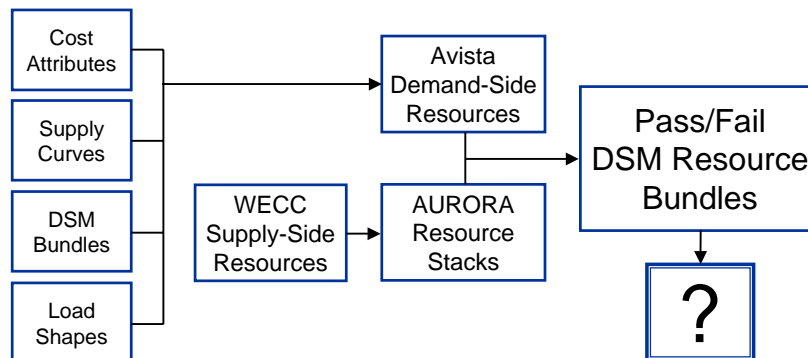 Cost
Attributes
Supply
Curves
DSM
Bundles
Load
Shapes
Avista
Demand-Side
Resources
WECC
Supply-Side
Resources
AURORA
Resource
Stacks
Pass/Fail
DSM Resource
Bundles
?